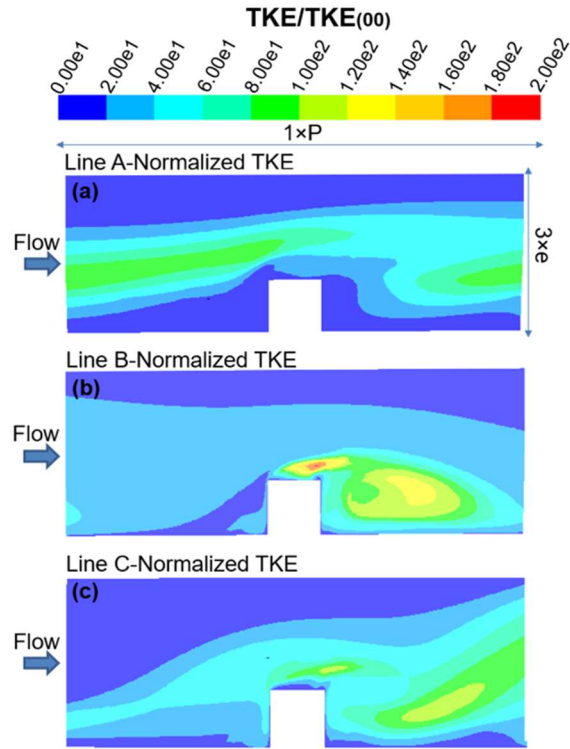 TKE/TKE(00)
0.00e1 2.00e1 4.00e1 6.00e1 8.00e1 1.00e2 1.20e2 1.40e2 1.60e2 1.80e2 2.00e2
1×P
Line A-Normalized TKE
(a)
Flow
3×e
Line B-Normalized TKE
(b)
Flow
Line C-Normalized TKE
(c)
Flow